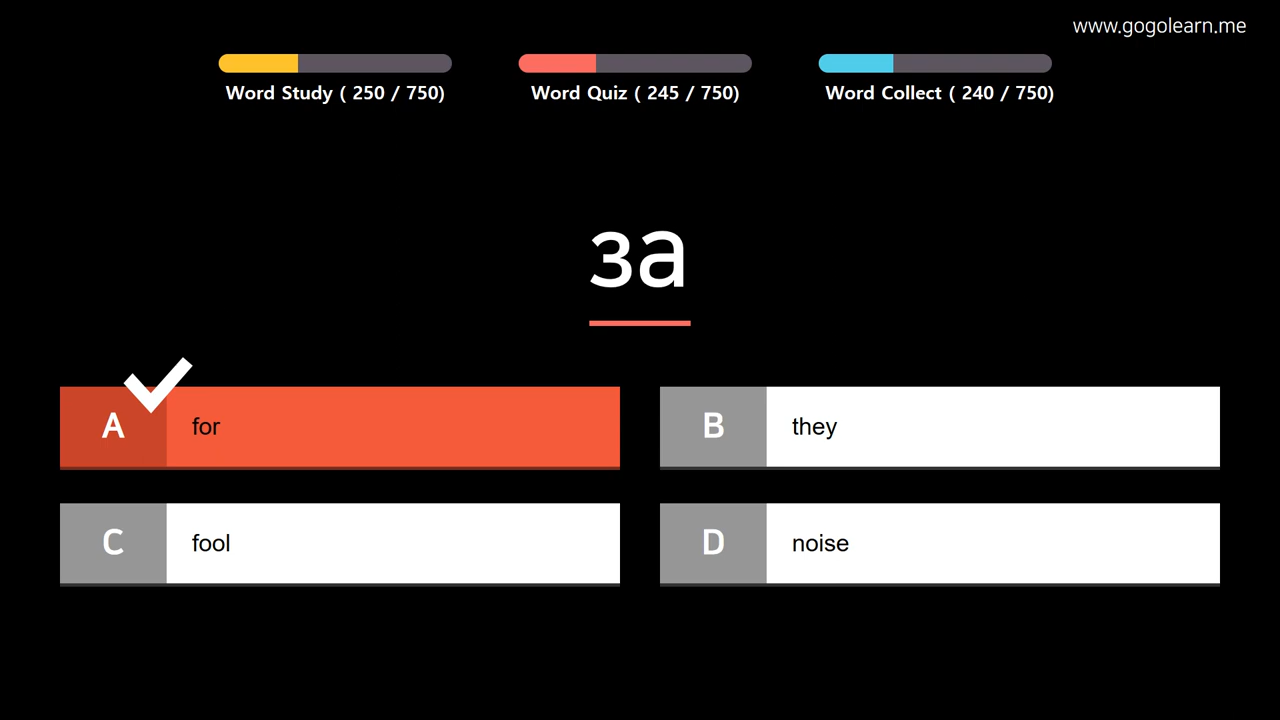 www.gogolearn.me
Word Study ( 250 / 750)
Word Quiz ( 245 / 750)
Word Collect ( 240 / 750)
за
A for
B they
C fool
D noise